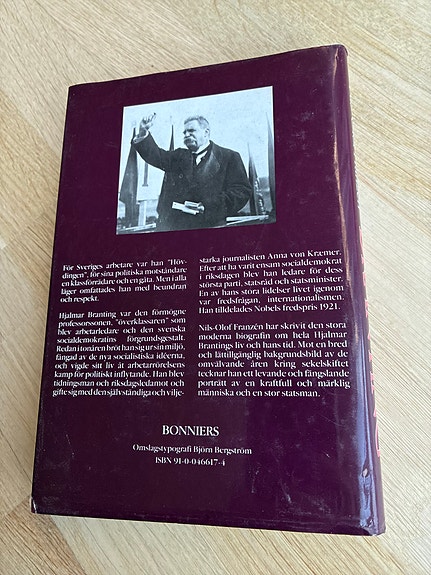 För Sveriges arbetare var han "Höv-
dingen", för sina politiska motståndare
en klassförrädare och en gåta. Men i alla
läger omfattades han med beundran
och respekt.
Hjalmar Branting var den förmögne
professorssonen, "överklassaren" som
blev arbetarledare och den svenska
socialdemokratins förgrundsgestalt.
Redan i tonåren bröt han sig ur sin miljö,
fångad av de nya socialistiska idéerna,
och vigde sitt liv åt arbetarrörelsens
kamp för politiskt inflytande. Han blev
tidningsman och riksdagsledamot och
gifte sig med den självständiga och vilje-
starka journalisten Anna von Kræmer.
Efter att ha varit ensam socialdemokrat
i riksdagen blev han ledare för dess
största parti, statsråd och statsminister.
En av hans stora lidelser livet igenom
var fredsfrågan, internationalismen.
Han tilldelades Nobels fredspris 1921.
Nils-Olof Franzén har skrivit den stora
moderna biografin om hela Hjalmar
Brantings liv och hans tid. Mot en bred
och lättillgänglig bakgrundsbild av de
omvälvande åren kring sekelskiftet
tecknar han ett levande och fängslande
porträtt av en kraftfull och märklig
människa och en stor statsman.
BONNIERS
Omslagstypografi Björn Bergström
ISBN 91-0-046617-4